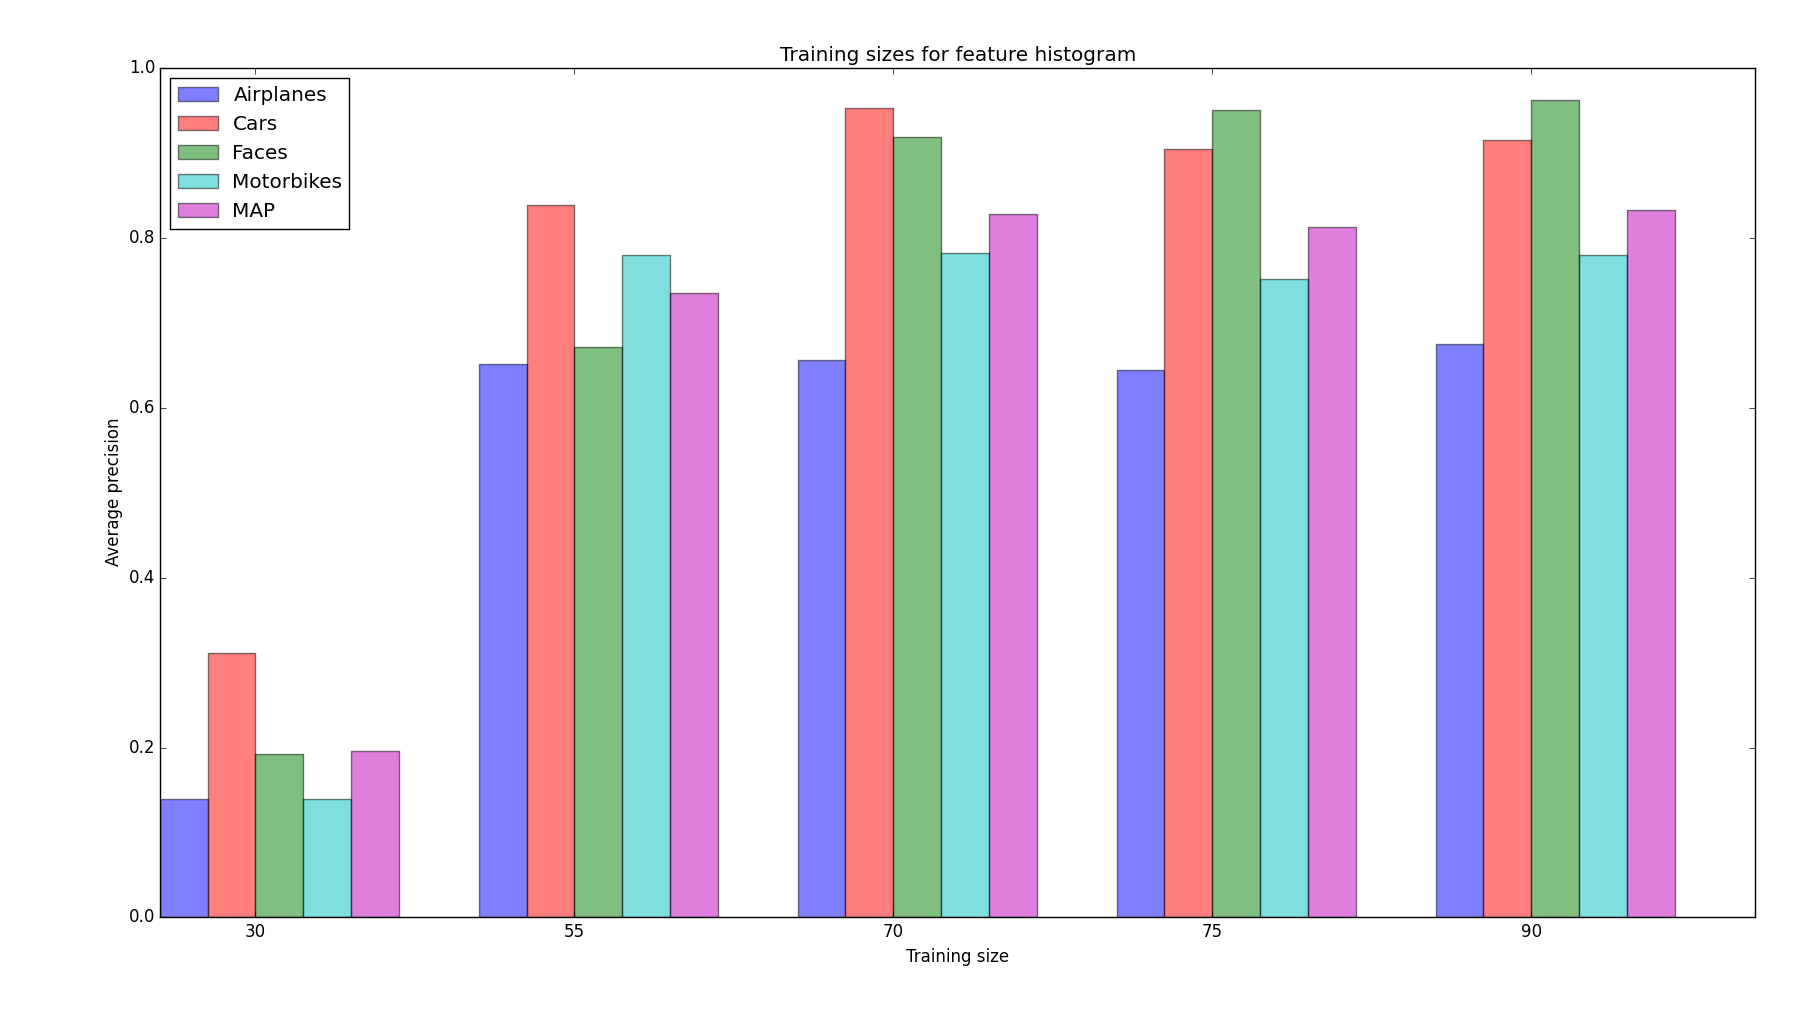 Training sizes for feature histogram
1.0
0.8
0.6
0.4
0.2
0.0
Average precision
Airplanes
Cars
Faces
Motorbikes
MAP
30 55 70 75 90
Training size